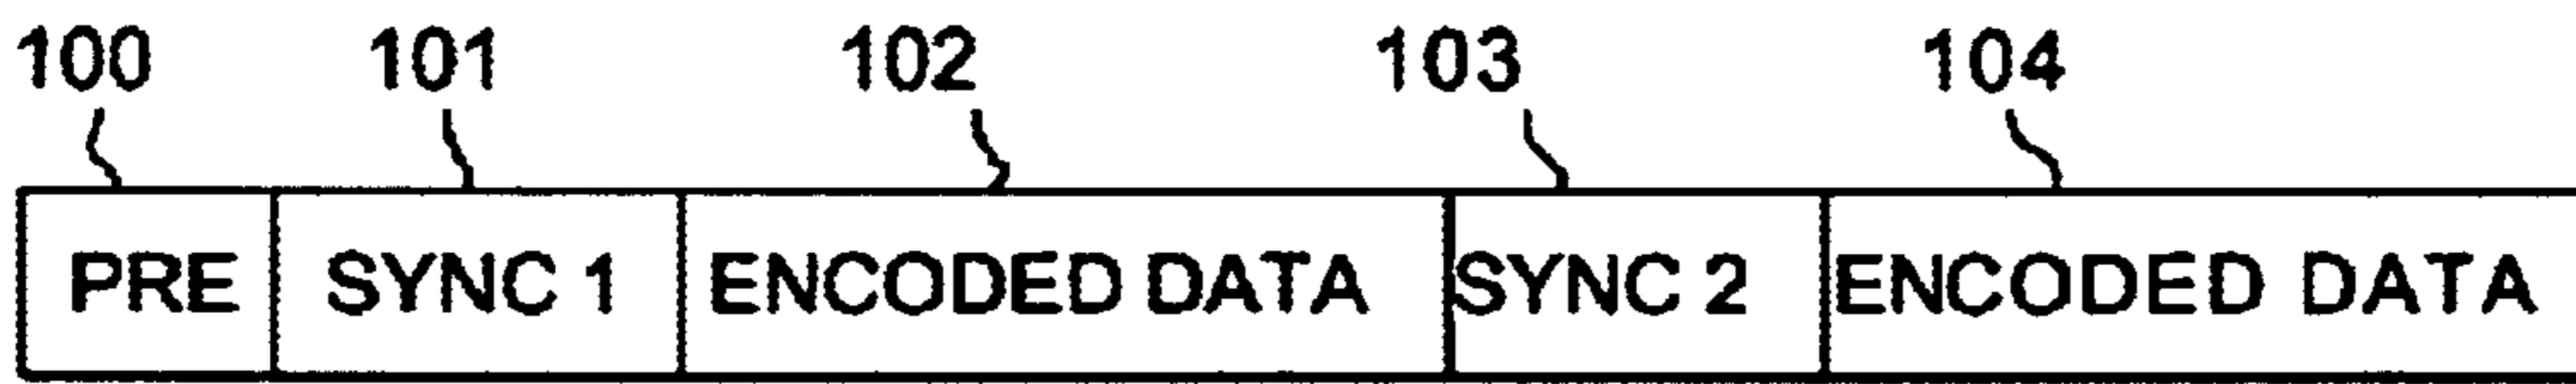 100 101 102 103 104
PRE SYNC 1 ENCODED DATA SYNC 2 ENCODED DATA